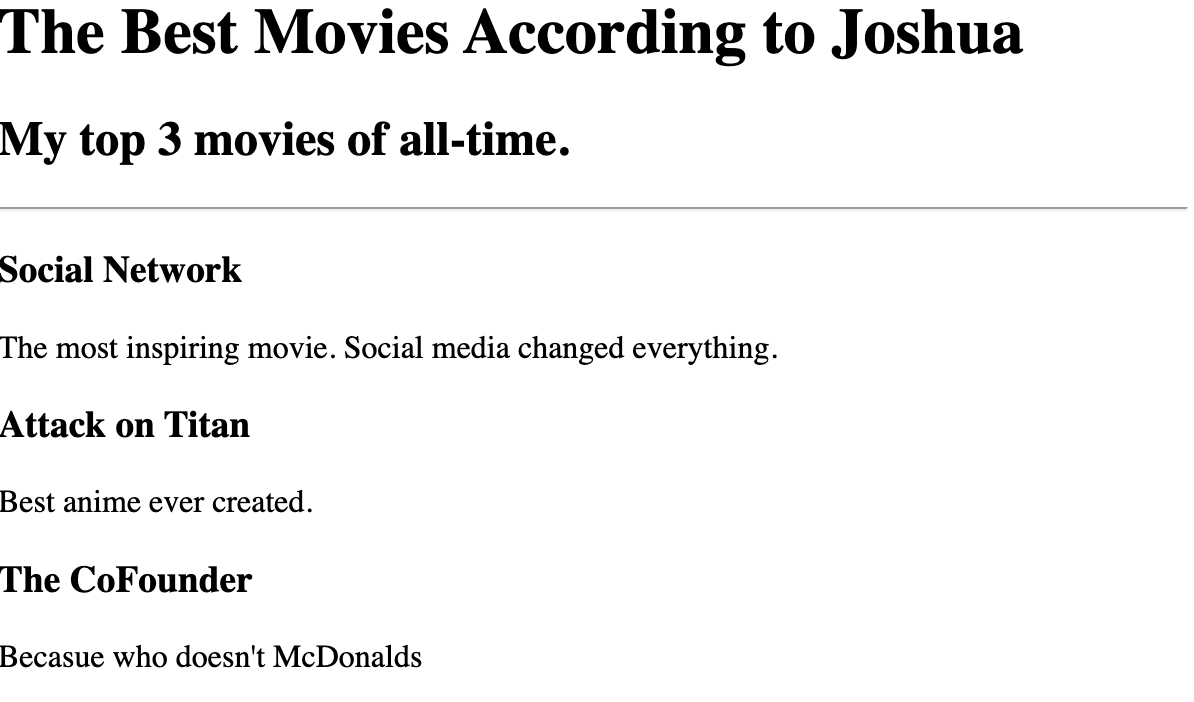 The Best Movies According to Joshua
My top 3 movies of all-time.
Social Network
The most inspiring movie. Social media changed everything.
Attack on Titan
Best anime ever created.
The CoFounder
Becasue who doesn't McDonalds